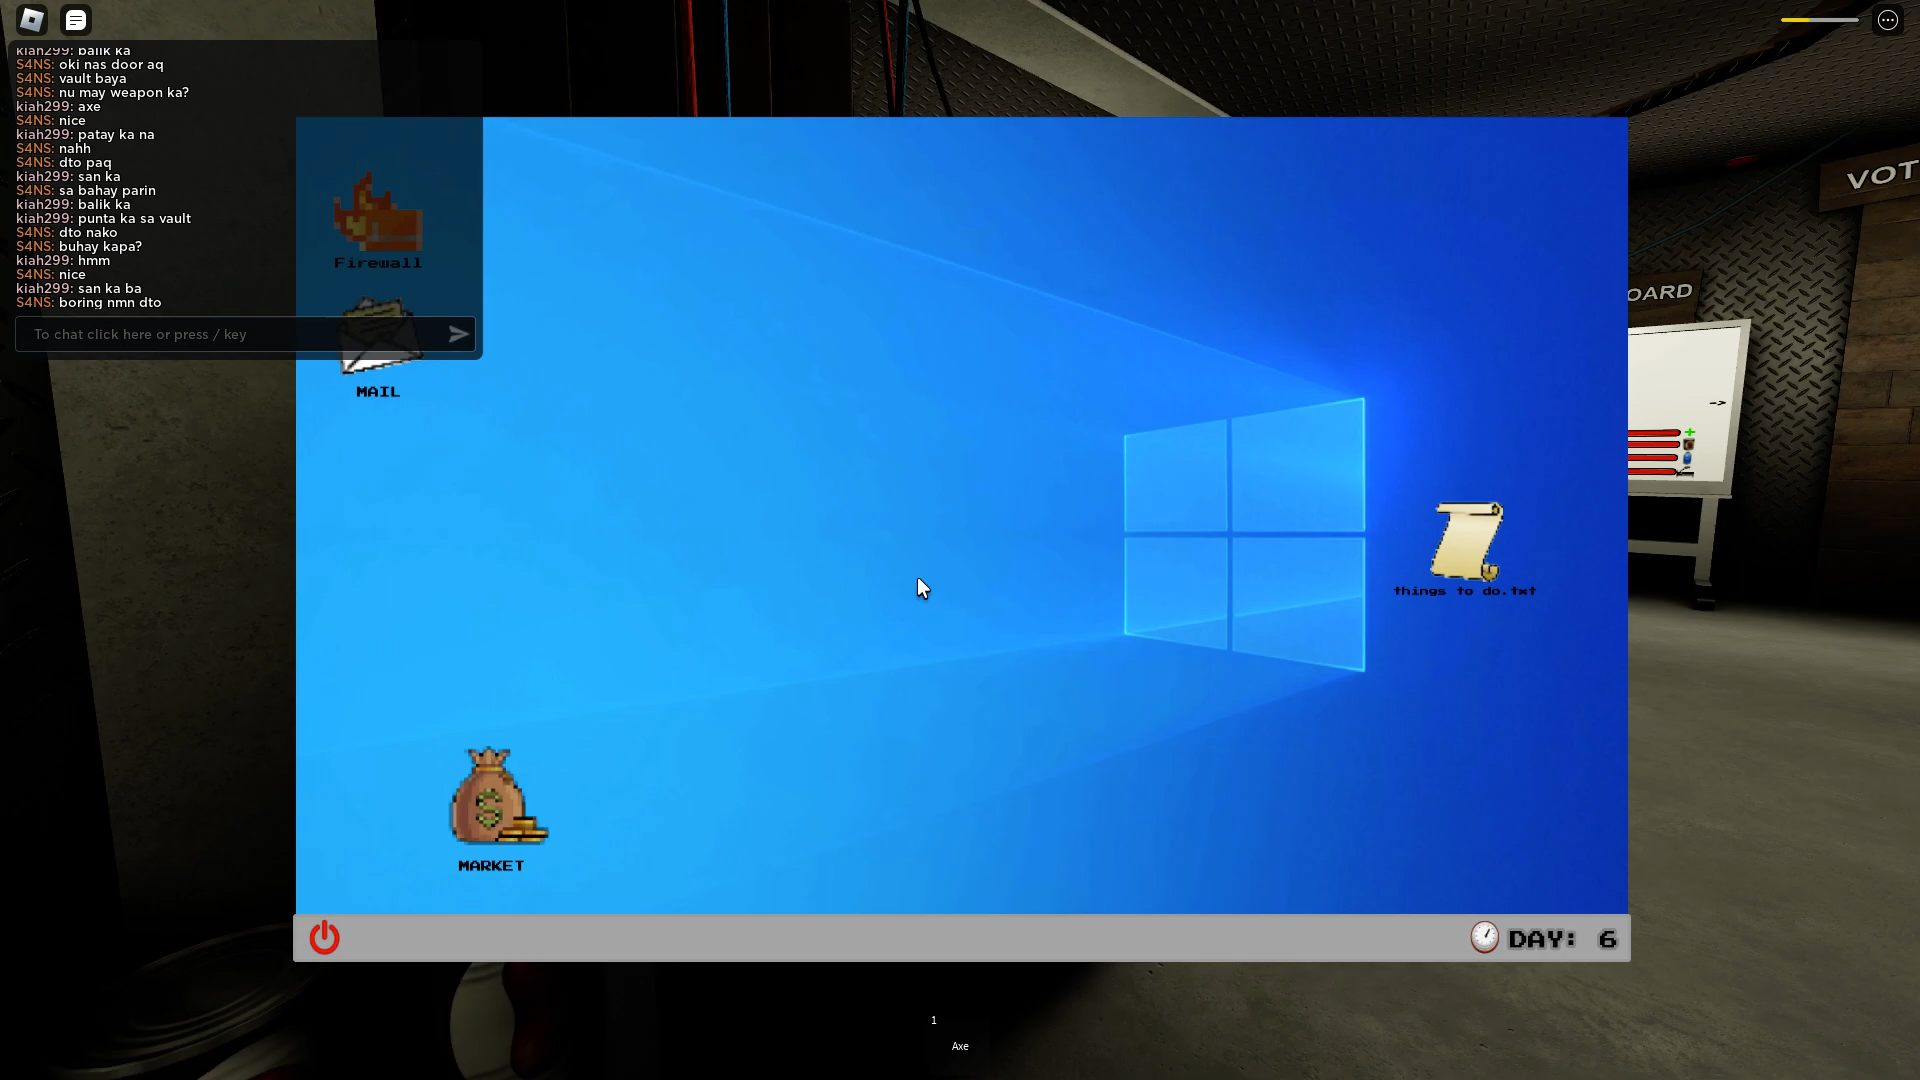 kiah299: balik ka
S4NS: oki nas door aq
S4NS: vault baya
S4NS: nu may weapon ka?
kiah299: axe
S4NS: nice
kiah299: patay ka na
S4NS: nahh
S4NS: dto paq
kiah299: san ka
S4NS: sa bahay parin
kiah299: balik ka
kiah299: punta ka sa vault
S4NS: dto nako
S4NS: buhay kapa?
kiah299: hmm
S4NS: nice
kiah299: san ka ba
S4NS: boring nmn dto
To chat click here or press / key
Firewall
MAIL
MARKET
things to do.txt
VOT
OARD
->
DAY: 6
1
Axe